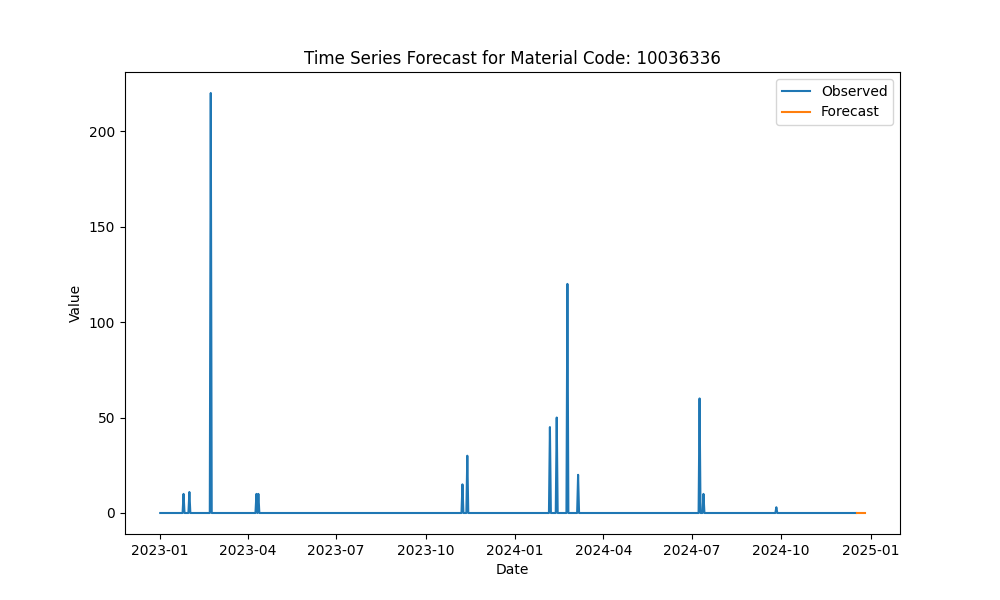 Time Series Forecast for Material Code: 10036336
Observed
Forecast
Value
200
150
100
50
0
2023-01 2023-04 2023-07 2023-10 2024-01 2024-04 2024-07 2024-10 2025-01
Date